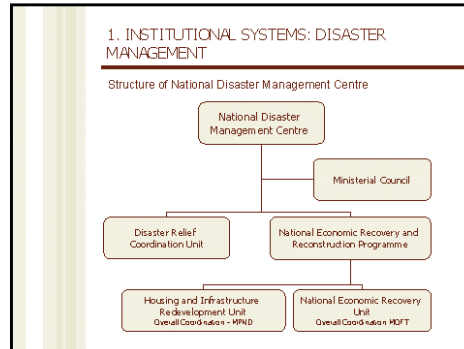 1. INSTITUTIONAL SYSTEMS: DISASTER
MANAGEMENT
Structure of National Disaster Management Centre
National Disaster
Management Centre
Ministerial Council
Disaster Relief
Coordination Unit
National Economic Recovery and
Reconstruction Programme
Housing and Infrastructure
Redevelopment Unit
Overall Coordination - MPND
National Economic Recovery
Unit
Overall Coordination MOFT